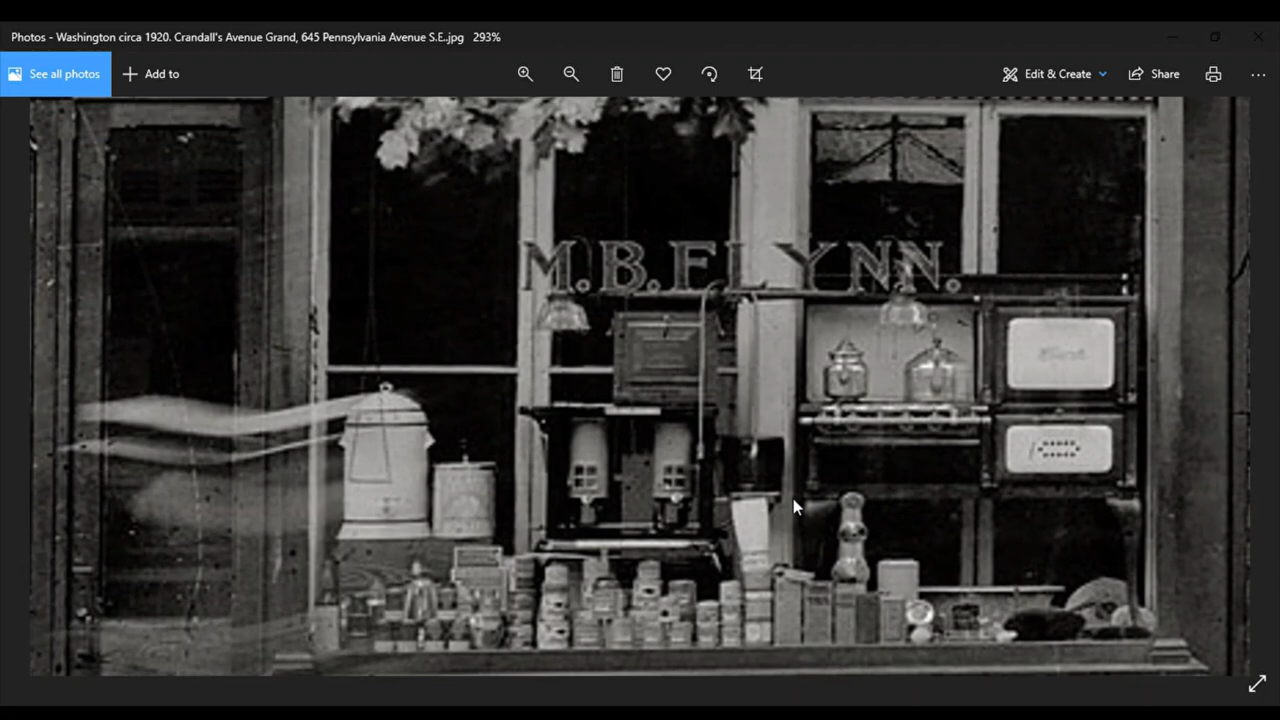 Photos - Washington circa 1920. Crandall's Avenue Grand, 645 Pennsylvania Avenue S.E..jpg 293%
See all photos
Add to
Edit & Create
Share
M.B.FLYNN.